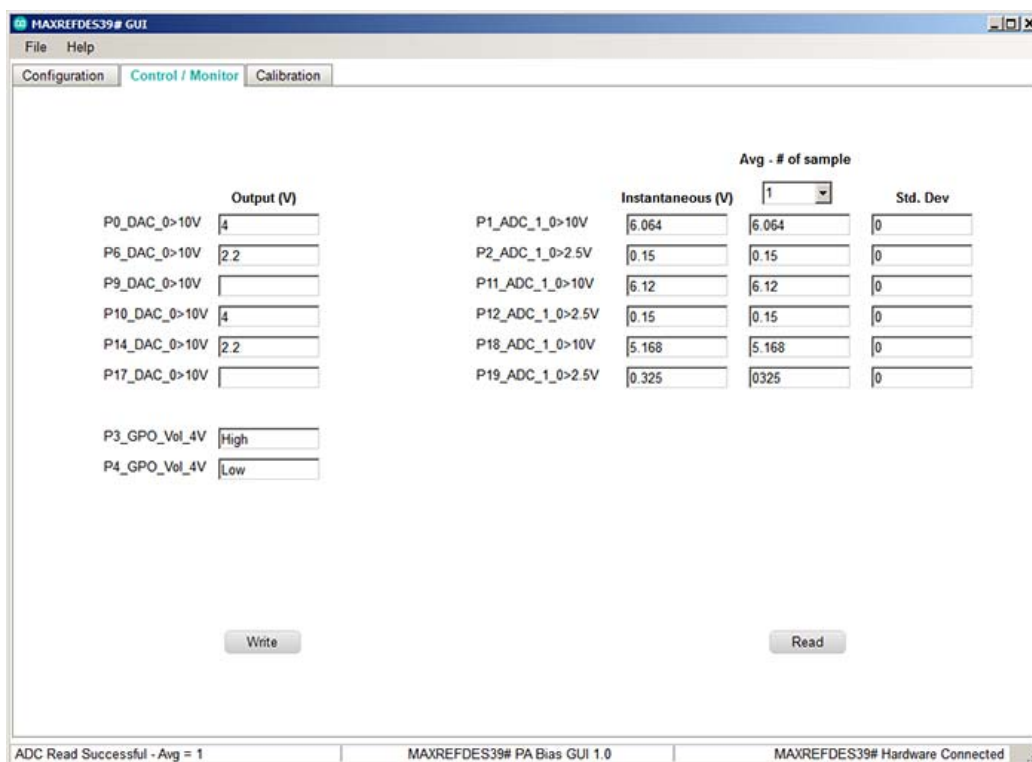 MAXREFDES39# GUI
File Help
Configuration Control / Monitor Calibration
Avg - # of sample
Output (V) Instantaneous (V) 1 Std. Dev
P0_DAC_0>10V 4 P1_ADC_1_0>10V 6.064 6.064 0
P6_DAC_0>10V 2.2 P2_ADC_1_0>2.5V 0.15 0.15 0
P9_DAC_0>10V P11_ADC_1_0>10V 6.12 6.12 0
P10_DAC_0>10V 4 P12_ADC_1_0>2.5V 0.15 0.15 0
P14_DAC_0>10V 2.2 P18_ADC_1_0>10V 5.168 5.168 0
P17_DAC_0>10V P19_ADC_1_0>2.5V 0.325 0325 0
P3_GPO_Vol_4V High
P4_GPO_Vol_4V Low
Write Read
ADC Read Successful - Avg = 1 MAXREFDES39# PA Bias GUI 1.0 MAXREFDES39# Hardware Connected